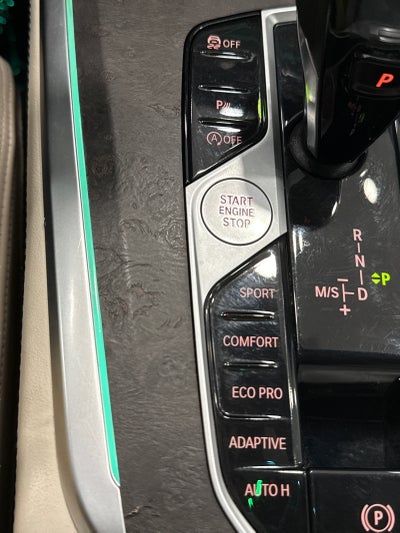 OFF
P
OFF
START
ENGINE
STOP
SPORT
COMFORT
ECO PRO
ADAPTIVE
AUTO H
P
R
N
D
M/S
P
P